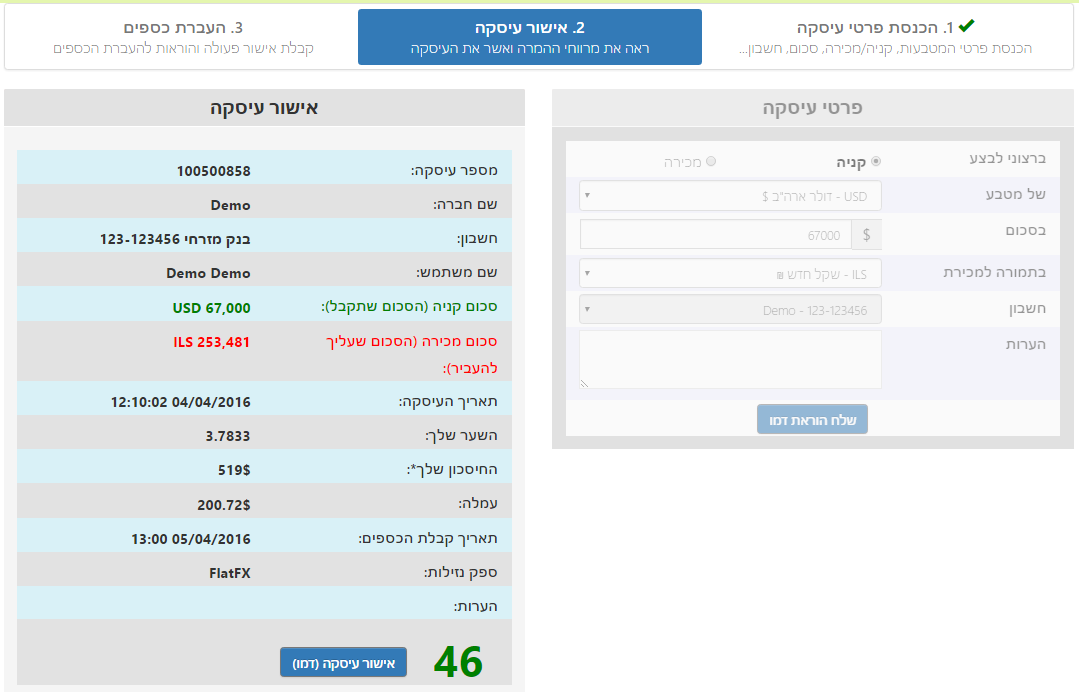 1. הכנסת פרטי עיסקה
הכנסת פרטי המטבעות, קניה/מכירה, סכום, חשבון...
2. אישור עיסקה
ראה את מרווחי ההמרה ואשר את העיסקה
3. העברת כספים
קבלת אישור פעולה והוראות להעברת הכספים
פרטי עיסקה
ברצוני לבצע קניה מכירה
של מטבע USD - דולר ארה"ב $
בסכום $ 67000
בתמורה למכירת ILS - שקל חדש ₪
חשבון Demo - 123-123456
הערות
שלח הוראת דמו
אישור עיסקה
מספר עיסקה: 100500858
שם חברה: Demo
חשבון: בנק מזרחי 123-123456
שם משתמש: Demo Demo
סכום קניה (הסכום שתקבל): USD 67,000
סכום מכירה (הסכום שעליך ILS 253,481
להעביר):
תאריך העיסקה: 12:10:02 04/04/2016
השער שלך: 3.7833
החיסכון שלך*: 519$
עמלה: 200.72$
תאריך קבלת הכספים: 13:00 05/04/2016
ספק נזילות: FlatFX
הערות:
46 אישור עיסקה (דמו)